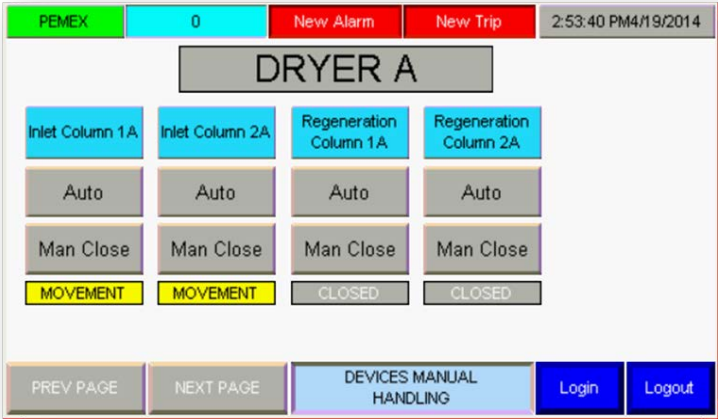 PEMEX 0 New Alarm New Trip 2:53:40 PM4/19/2014
DRYER A
Inlet Column 1A Inlet Column 2A Regeneration Column 1A Regeneration Column 2A
Auto Auto Auto Auto
Man Close Man Close Man Close Man Close
MOVEMENT MOVEMENT CLOSED CLOSED
PREV PAGE NEXT PAGE DEVICES MANUAL HANDLING Login Logout